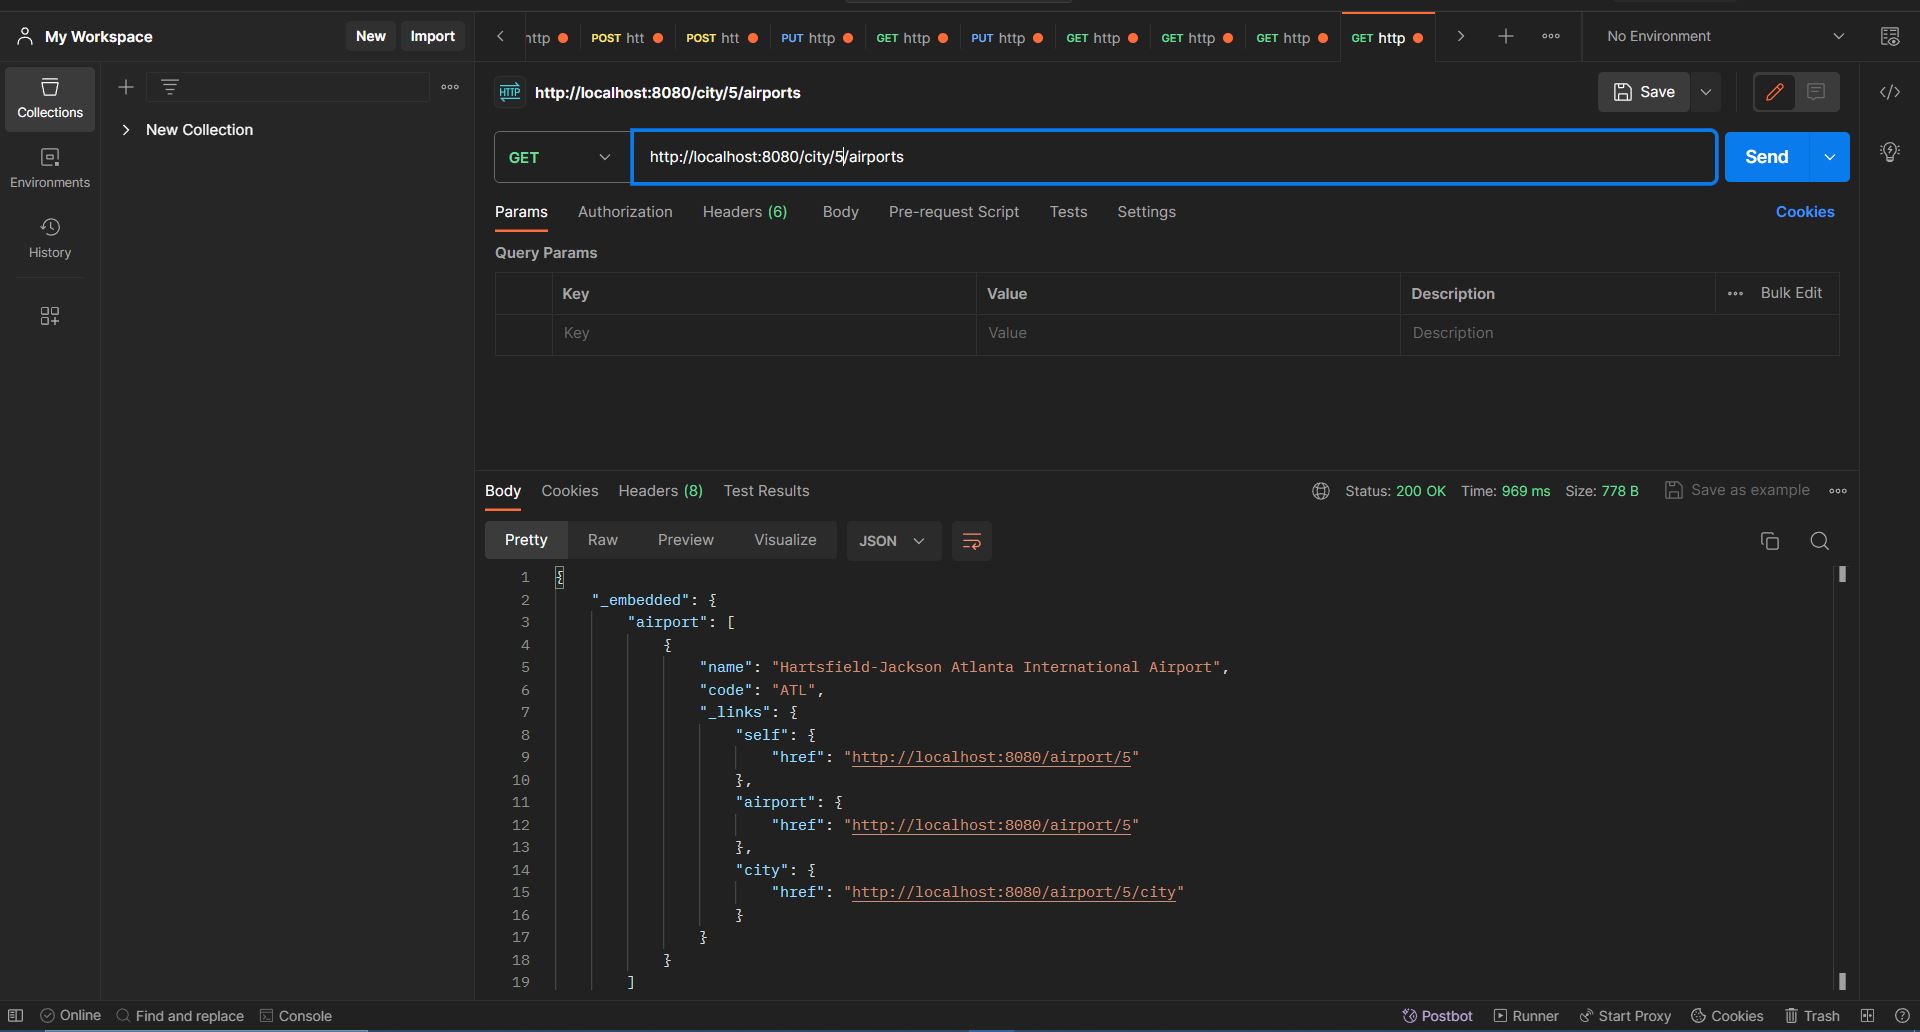 My Workspace
New
Import
http
POST htt
POST htt
PUT http
GET http
PUT http
GET http
GET http
GET http
GET http
No Environment
Collections
Environments
History
New Collection
HTTP
http://localhost:8080/city/5/airports
Save
GET
http://localhost:8080/city/5/airports
Send
Params
Authorization
Headers (6)
Body
Pre-request Script
Tests
Settings
Cookies
Query Params
Key
Value
Description
Bulk Edit
Key
Value
Description
Body
Cookies
Headers (8)
Test Results
Status: 200 OK
Time: 969 ms
Size: 778 B
Save as example
Pretty
Raw
Preview
Visualize
JSON
1 {
2 "_embedded": {
3 "airport": [
4 {
5 "name": "Hartsfield-Jackson Atlanta International Airport",
6 "code": "ATL",
7 "_links": {
8 "self": {
9 "href": "http://localhost:8080/airport/5"
10 },
11 "airport": {
12 "href": "http://localhost:8080/airport/5"
13 },
14 "city": {
15 "href": "http://localhost:8080/airport/5/city"
16 }
17 }
18 }
19 ]
Online
Find and replace
Console
Postbot
Runner
Start Proxy
Cookies
Trash